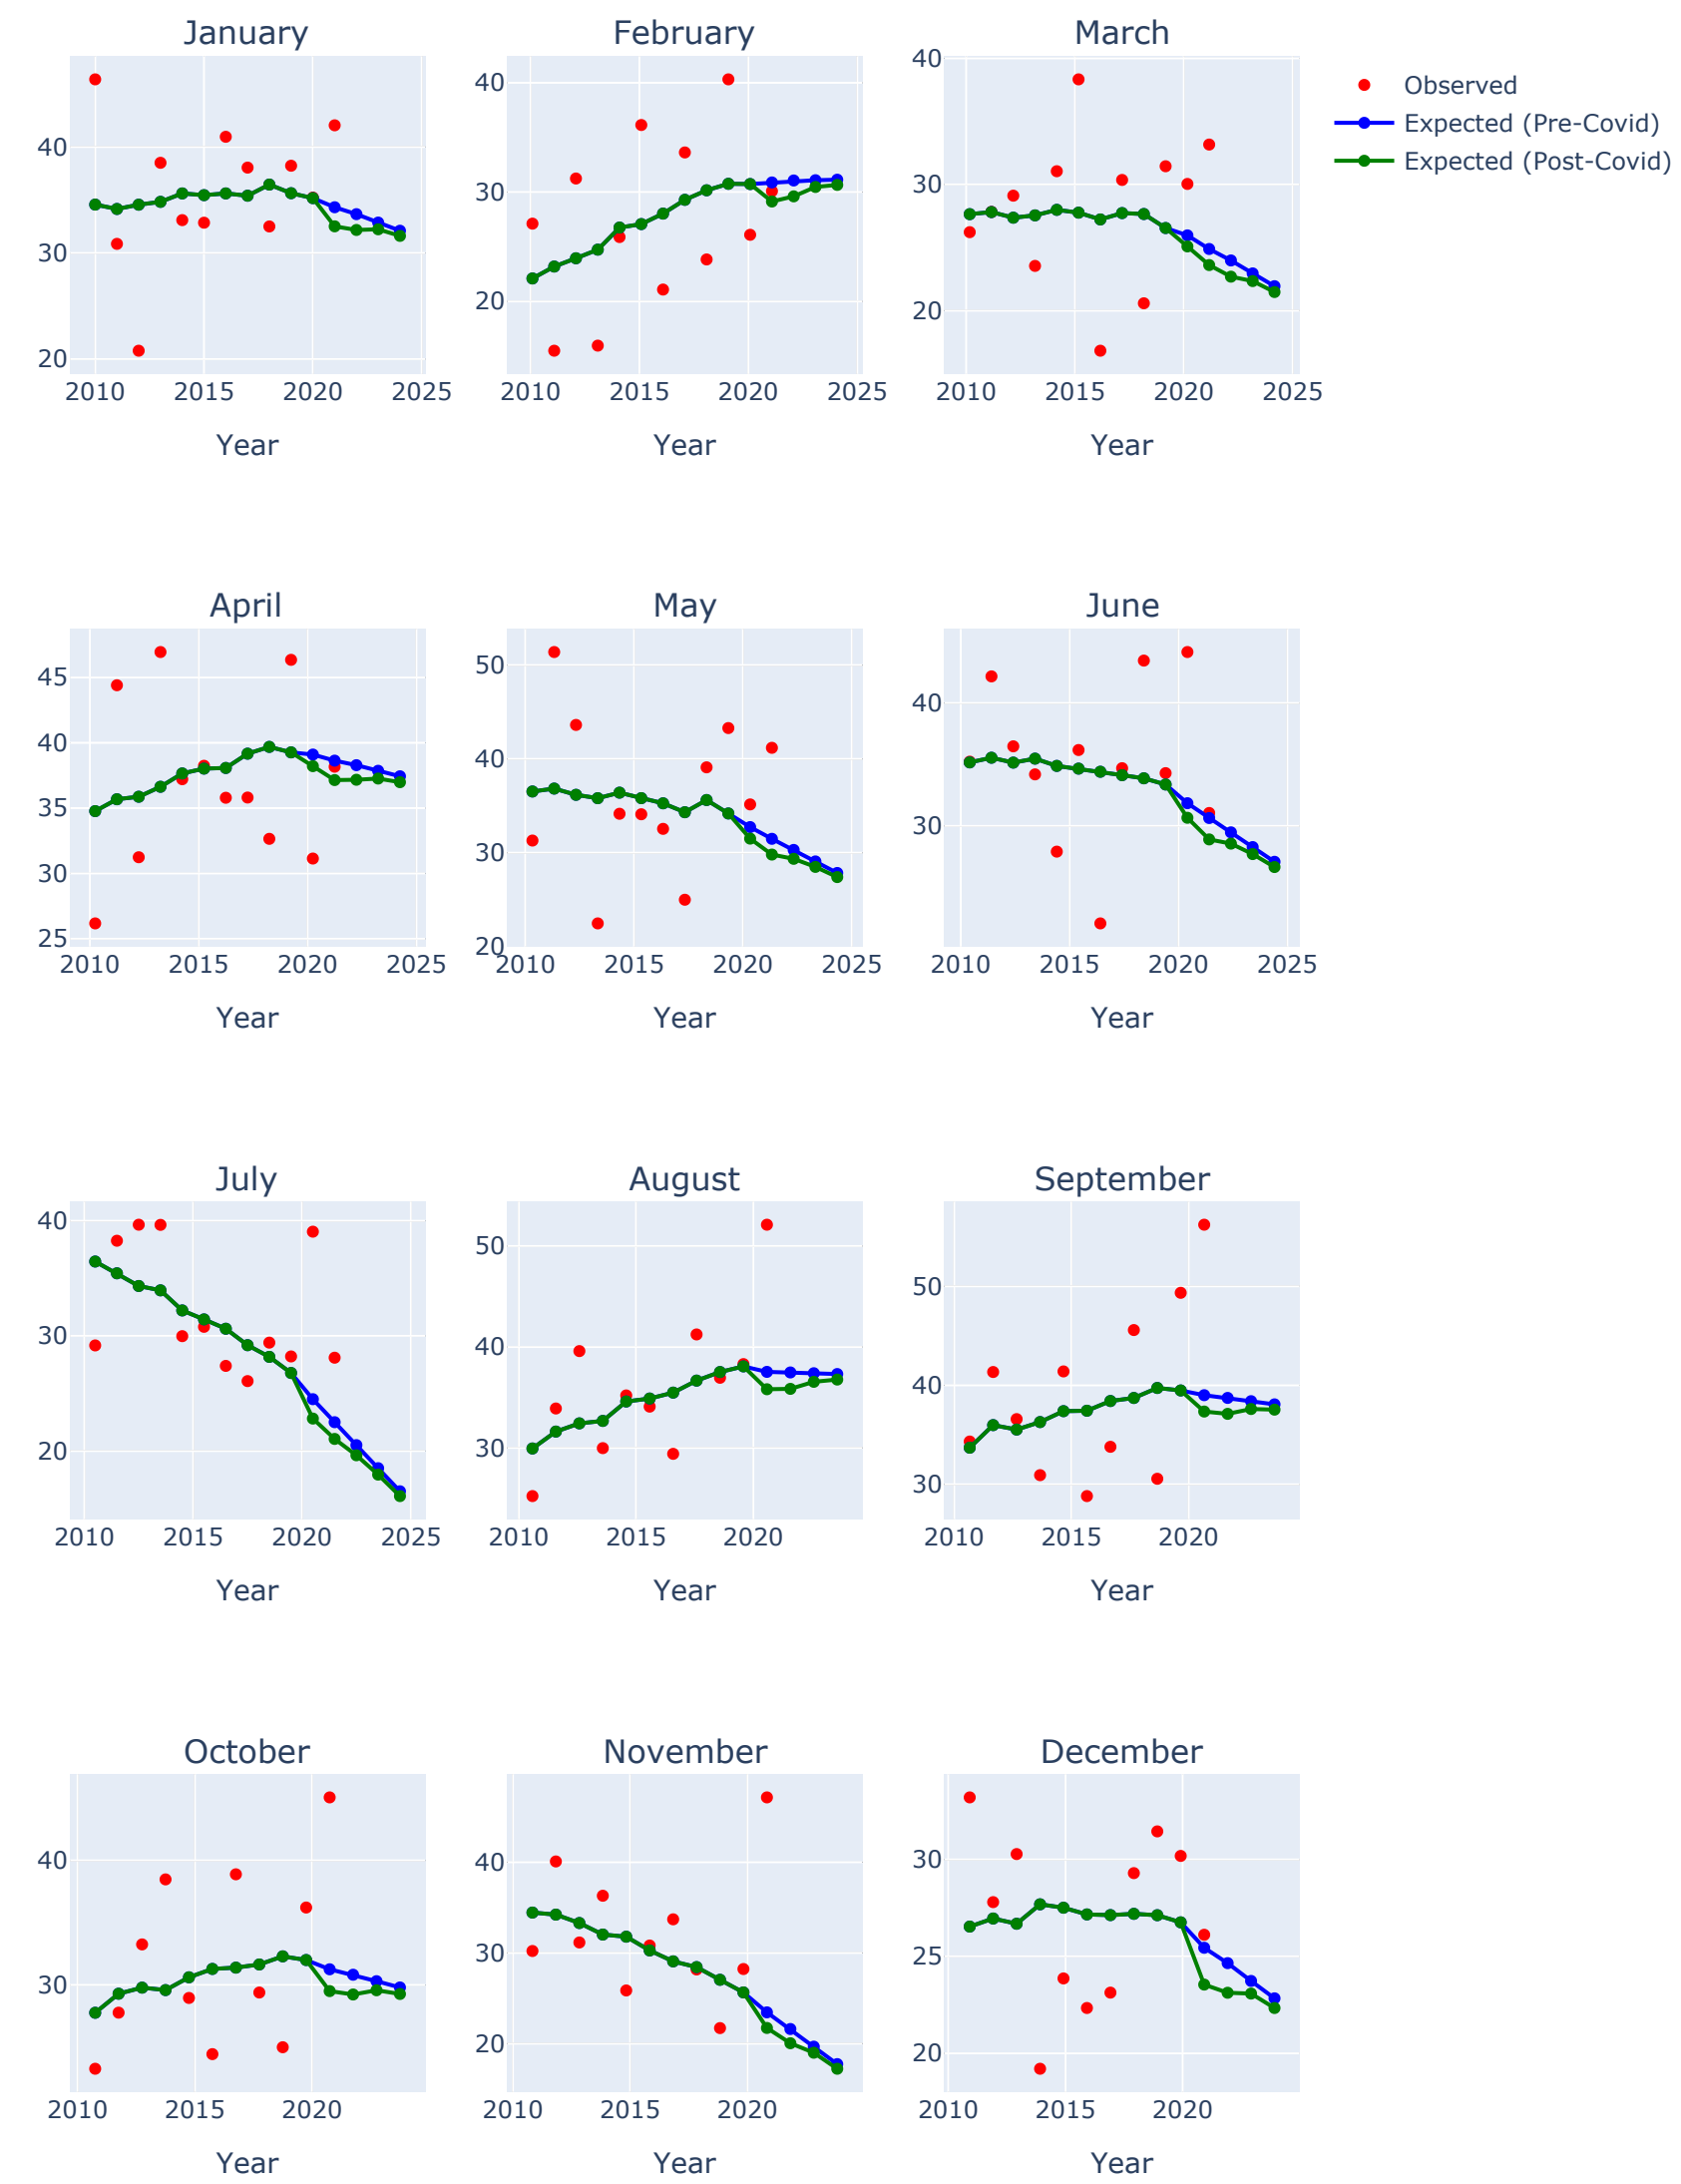 January February March
40
30
20
2010 2015 2020 2025
Year
40
30
20
2010 2015 2020 2025
Year
40
30
20
2010 2015 2020 2025
Year
Observed
Expected (Pre-Covid)
Expected (Post-Covid)
April May June
45
40
35
30
25
2010 2015 2020 2025
Year
50
40
30
20
2010 2015 2020 2025
Year
40
30
2010 2015 2020 2025
Year
July August September
40
30
20
2010 2015 2020 2025
Year
50
40
30
2010 2015 2020
Year
50
40
30
2010 2015 2020
Year
October November December
40
30
2010 2015 2020
Year
40
30
20
2010 2015 2020
Year
30
25
20
2010 2015 2020
Year